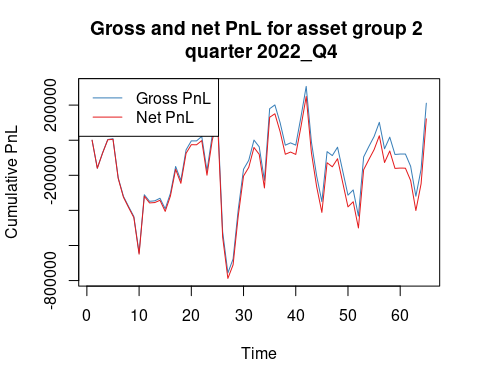 Gross and net PnL for asset group 2
quarter 2022_Q4
Gross PnL
Net PnL
Cumulative PnL
200000
-200000
-800000
0 10 20 30 40 50 60
Time